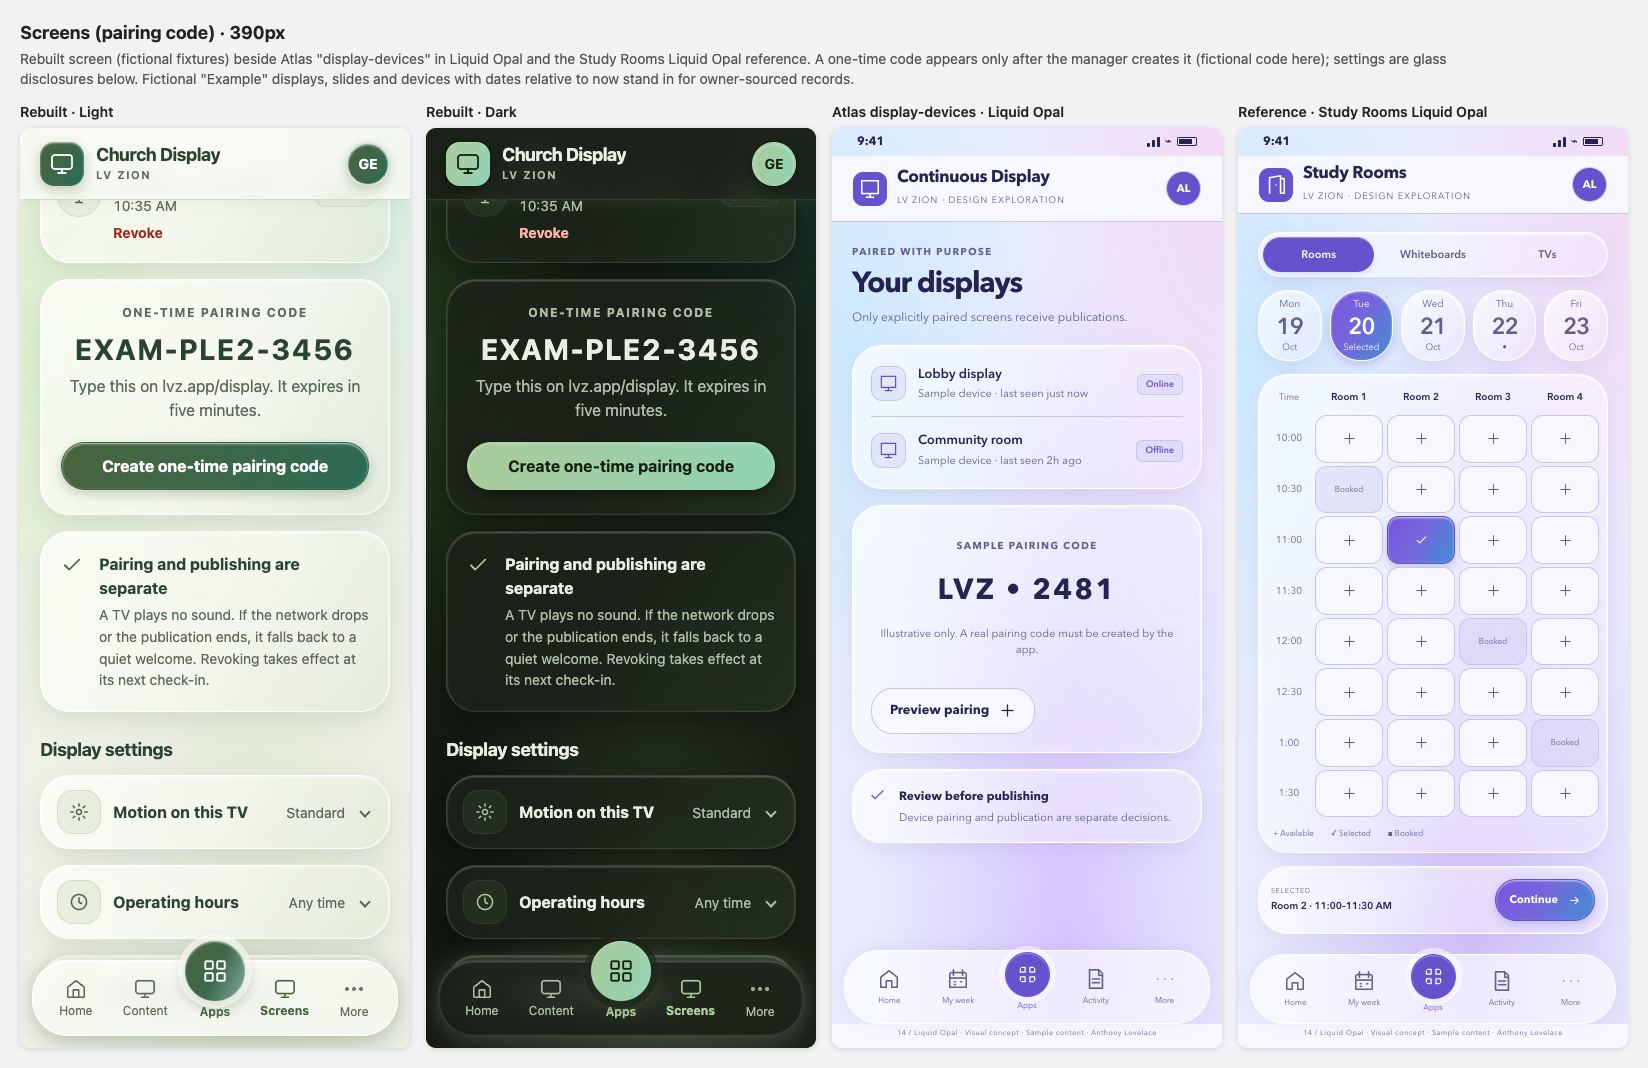 Screens (pairing code) · 390px
Rebuilt screen (fictional fixtures) beside Atlas "display-devices" in Liquid Opal and the Study Rooms Liquid Opal reference. A one-time code appears only after the manager creates it (fictional code here); settings are glass
disclosures below. Fictional "Example" displays, slides and devices with dates relative to now stand in for owner-sourced records.
Rebuilt · Light
Church Display
LV ZION
GE
10:35 AM
Revoke
ONE-TIME PAIRING CODE
EXAM-PLE2-3456
Type this on lvz.app/display. It expires in
five minutes.
Create one-time pairing code
Pairing and publishing are
separate
A TV plays no sound. If the network drops
or the publication ends, it falls back to a
quiet welcome. Revoking takes effect at
its next check-in.
Display settings
Motion on this TV Standard
Operating hours Any time
Home Content Apps Screens More
Rebuilt · Dark
Church Display
LV ZION
GE
10:35 AM
Revoke
ONE-TIME PAIRING CODE
EXAM-PLE2-3456
Type this on lvz.app/display. It expires in
five minutes.
Create one-time pairing code
Pairing and publishing are
separate
A TV plays no sound. If the network drops
or the publication ends, it falls back to a
quiet welcome. Revoking takes effect at
its next check-in.
Display settings
Motion on this TV Standard
Operating hours Any time
Home Content Apps Screens More
Atlas display-devices · Liquid Opal
9:41
Continuous Display
LV ZION · DESIGN EXPLORATION
AL
PAIRED WITH PURPOSE
Your displays
Only explicitly paired screens receive publications.
Lobby display
Sample device · last seen just now
Online
Community room
Sample device · last seen 2h ago
Offline
SAMPLE PAIRING CODE
LVZ • 2481
Illustrative only. A real pairing code must be created by the
app.
Preview pairing +
Review before publishing
Device pairing and publication are separate decisions.
Home My week Apps Activity More
14 / Liquid Opal · Visual concept · Sample content · Anthony Lovelace
Reference · Study Rooms Liquid Opal
9:41
Study Rooms
LV ZION · DESIGN EXPLORATION
AL
Rooms Whiteboards TVs
Mon Tue Wed Thu Fri
19 20 21 22 23
Oct Selected Oct • Oct
Time Room 1 Room 2 Room 3 Room 4
10:00 + + + +
10:30 Booked + + +
11:00 + ✓ + +
11:30 + + + +
12:00 + + Booked +
12:30 + + + +
1:00 + + + Booked
1:30 + + + +
+ Available ✓ Selected ■ Booked
SELECTED
Room 2 · 11:00–11:30 AM
Continue →
Home My week Apps Activity More
14 / Liquid Opal · Visual concept · Sample content · Anthony Lovelace